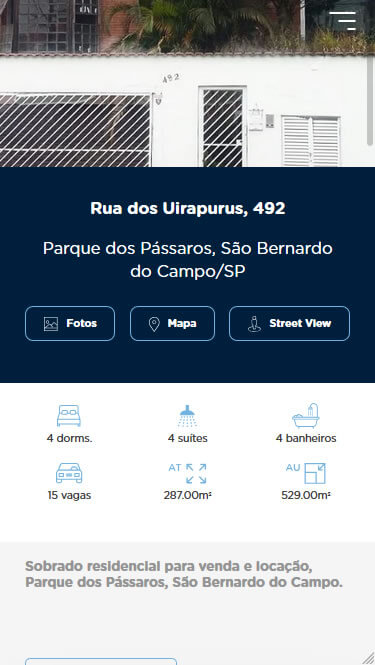 492
Rua dos Uirapurus, 492
Parque dos Pássaros, São Bernardo
do Campo/SP
Fotos
Mapa
Street View
4 dorms.
4 suítes
4 banheiros
AT
AU
15 vagas
287.00m²
529.00m²
Sobrado residencial para venda e locação,
Parque dos Pássaros, São Bernardo do Campo.